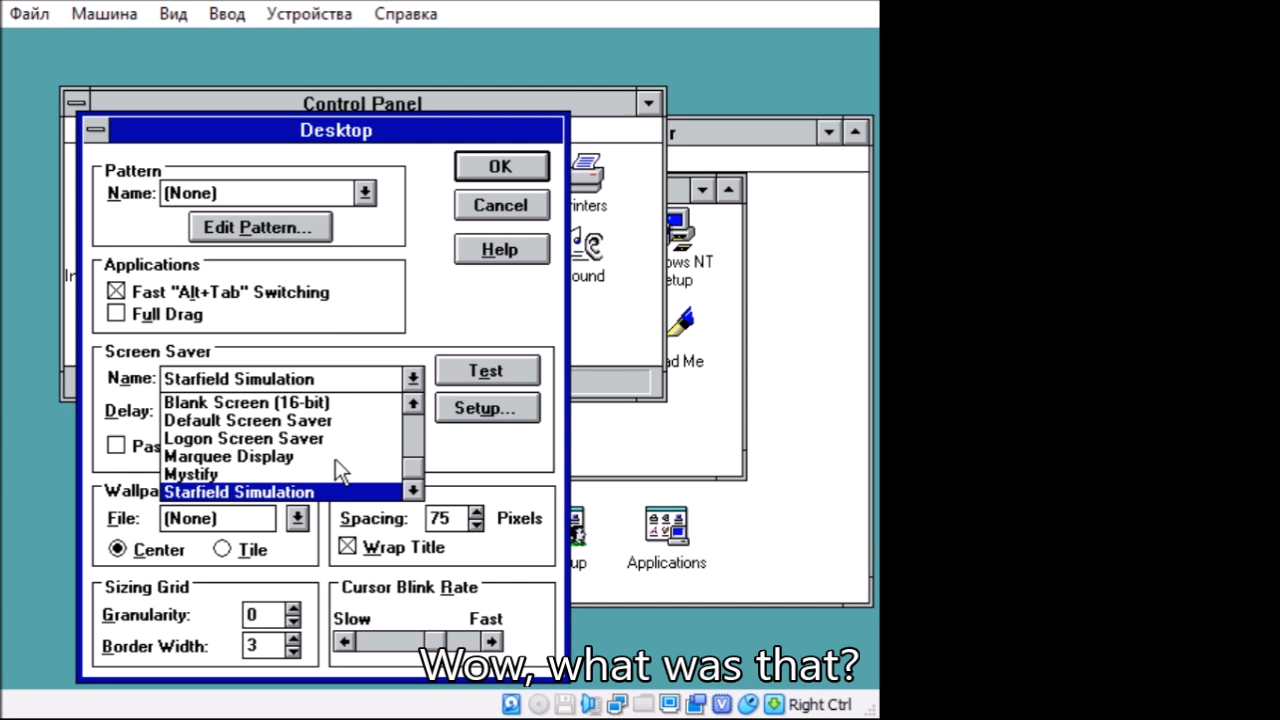 Файл Машина Вид Ввод Устройства Справка
Control Panel
Desktop
r
Pattern
Name: (None)
Edit Pattern...
OK
Cancel
Help
inters
ound
ows NT
etup
ad Me
In
Applications
Fast "Alt+Tab" Switching
Full Drag
Screen Saver
Name: Starfield Simulation
Test
Delay:
Setup...
Pas
Blank Screen (16-bit)
Default Screen Saver
Logon Screen Saver
Marquee Display
Mystify
Starfield Simulation
Wallpa
File: (None)
Center Tile
Spacing: 75 Pixels
Wrap Title
up
Applications
Sizing Grid
Granularity: 0
Border Width: 3
Cursor Blink Rate
Slow Fast
Wow, what was that?
Right Ctrl